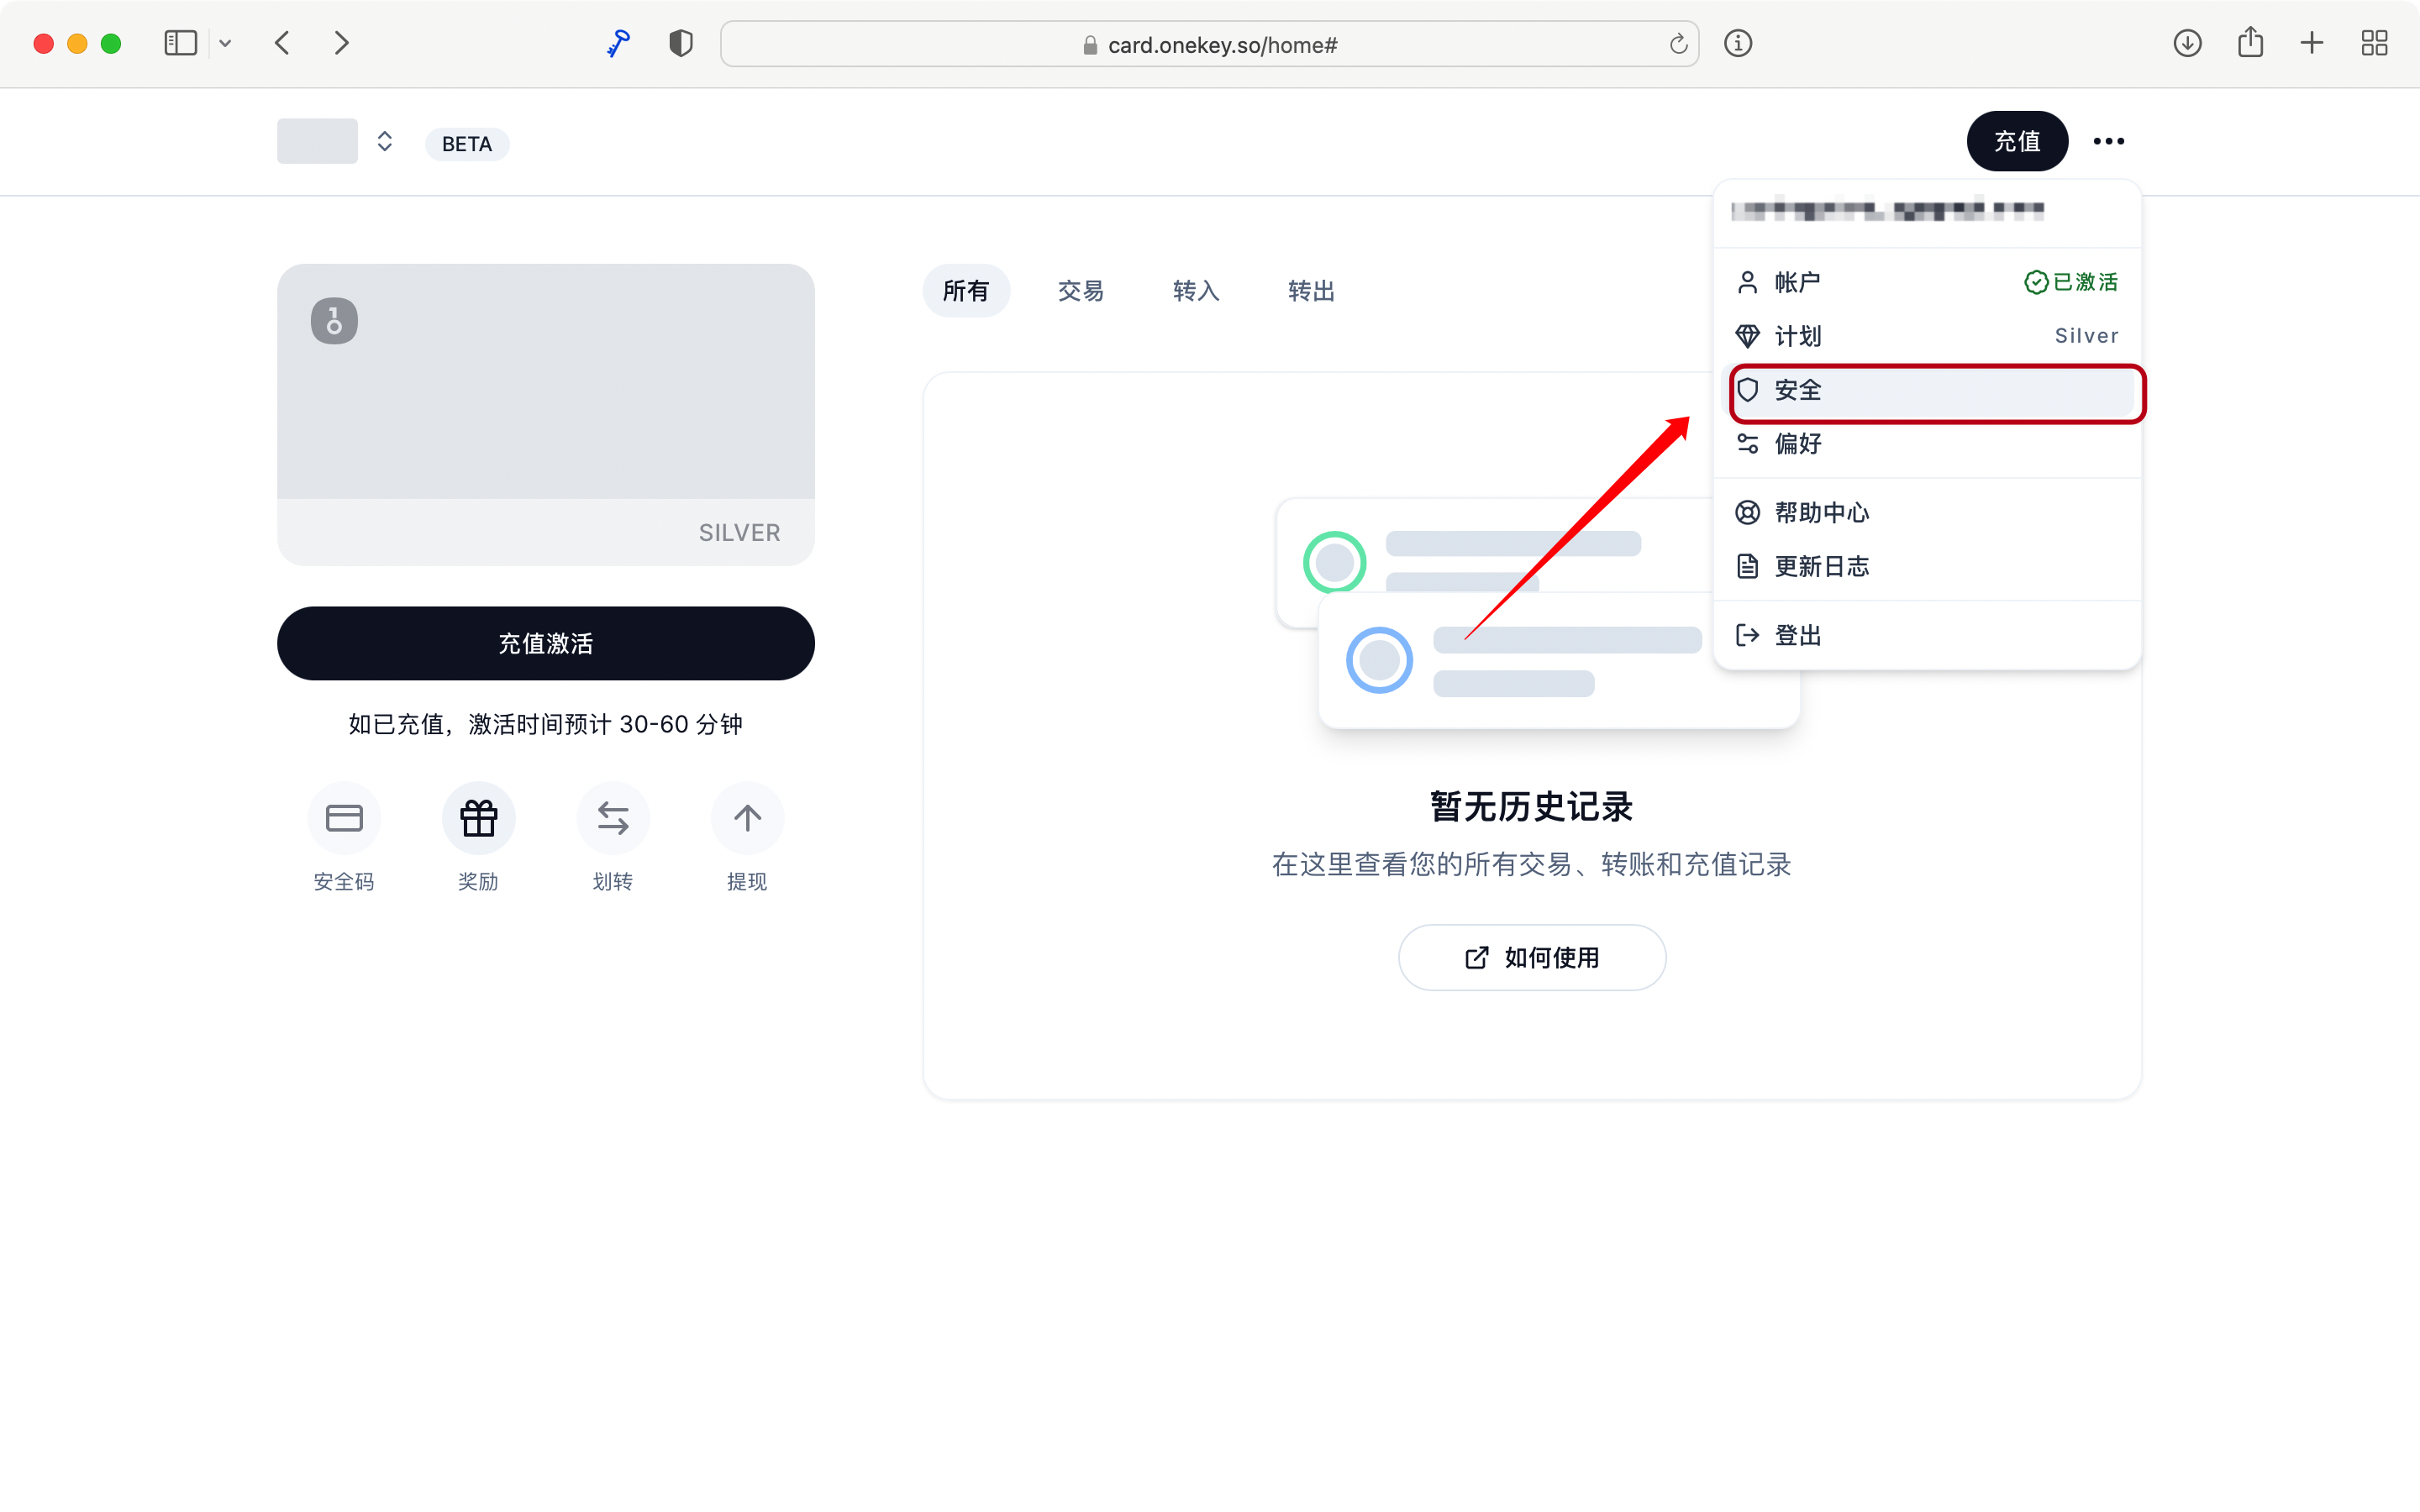 card.onekey.so/home#
BETA
充值
帐户
已激活
计划
Silver
安全
偏好
帮助中心
更新日志
登出
SILVER
充值激活
如已充值，激活时间预计 30-60 分钟
安全码
奖励
划转
提现
所有
交易
转入
转出
暂无历史记录
在这里查看您的所有交易、转账和充值记录
如何使用